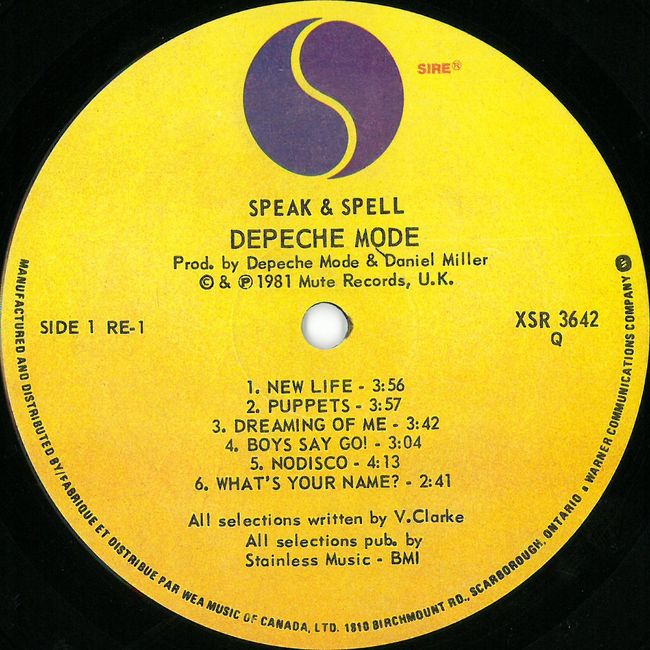 SIRE®
SPEAK & SPELL
DEPECHE MODE
Prod. by Depeche Mode & Daniel Miller
© & ℗ 1981 Mute Records, U.K.
SIDE 1 RE-1
XSR 3642
Q
1. NEW LIFE - 3:56
2. PUPPETS - 3:57
3. DREAMING OF ME - 3:42
4. BOYS SAY GO! - 3:04
5. NODISCO - 4:13
6. WHAT'S YOUR NAME? - 2:41
All selections written by V.Clarke
All selections pub. by
Stainless Music - BMI
MANUFACTURED AND DISTRIBUTED BY/FABRIQUE ET DISTRIBUE PAR WEA MUSIC OF CANADA, LTD. 1810 BIRCHMOUNT RD., SCARBOROUGH, ONTARIO • WARNER COMMUNICATIONS COMPANY